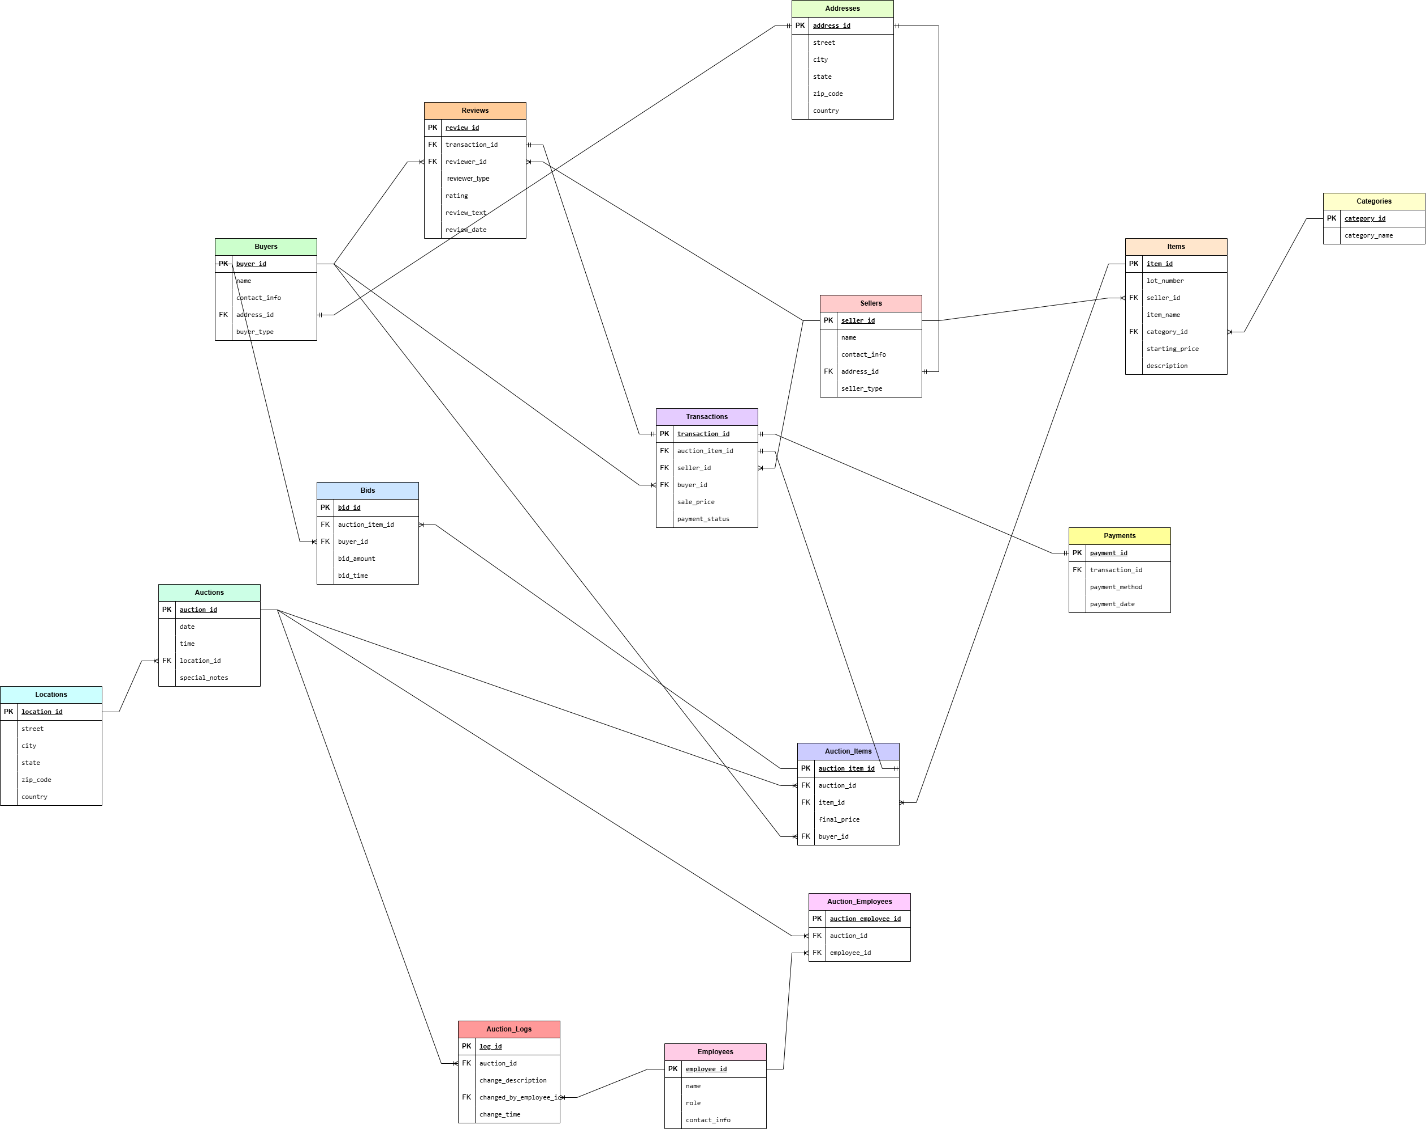 Addresses
PK address_id
street
city
state
zip_code
country
Reviews
PK review_id
FK transaction_id
FK reviewer_id
reviewer_type
rating
review_text
review_date
Categories
PK category_id
category_name
Buyers
PK buyer_id
name
contact_info
FK address_id
buyer_type
Items
PK item_id
lot_number
FK seller_id
item_name
FK category_id
starting_price
description
Sellers
PK seller_id
name
contact_info
FK address_id
seller_type
Transactions
PK transaction_id
FK auction_item_id
FK seller_id
FK buyer_id
sale_price
payment_status
Bids
PK bid_id
FK auction_item_id
FK buyer_id
bid_amount
bid_time
Payments
PK payment_id
FK transaction_id
payment_method
payment_date
Auctions
PK auction_id
date
time
FK location_id
special_notes
Locations
PK location_id
street
city
state
zip_code
country
Auction_Items
PK auction_item_id
FK auction_id
FK item_id
final_price
FK buyer_id
Auction_Employees
PK auction_employee_id
FK auction_id
FK employee_id
Auction_Logs
PK log_id
FK auction_id
change_description
FK changed_by_employee_id
change_time
Employees
PK employee_id
name
role
contact_info